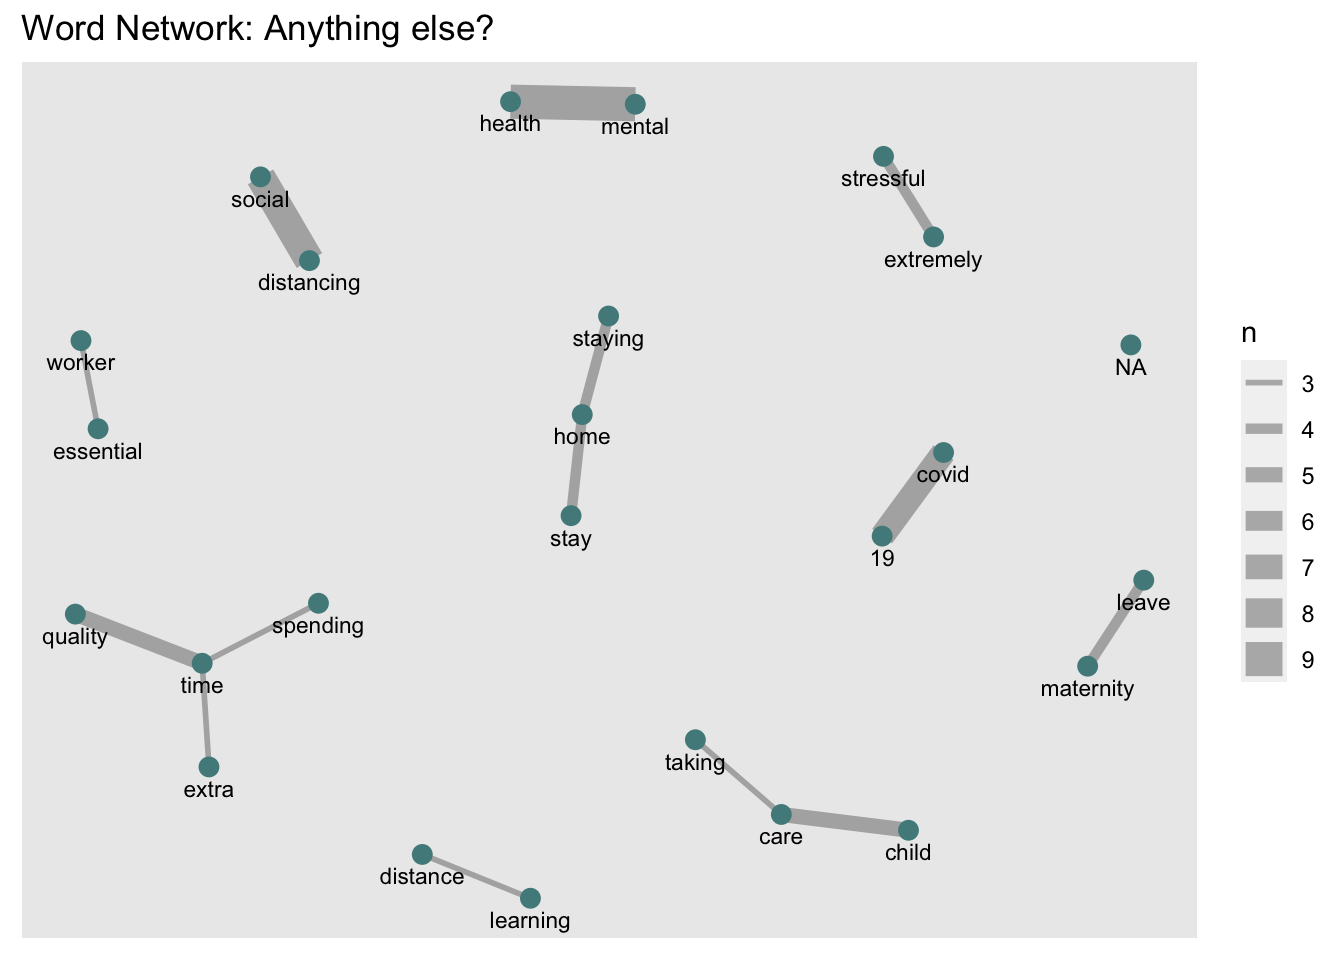 Word Network: Anything else?
health
mental
stressful
social
extremely
distancing
staying
worker
NA
home
essential
covid
stay
19
leave
quality
spending
time
maternity
taking
extra
care
child
distance
learning
n
3
4
5
6
7
8
9